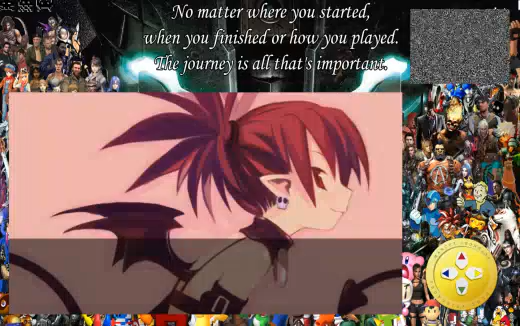 No matter where you started,
when you finished or how you played.
The journey is all that's important.